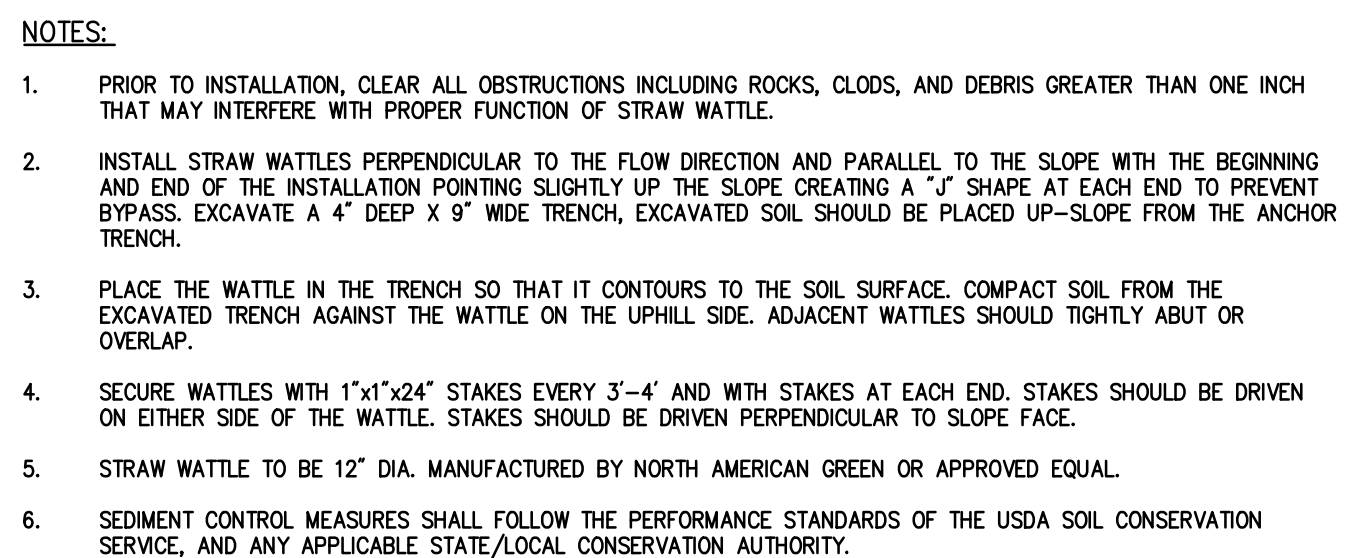 NOTES:
1. PRIOR TO INSTALLATION, CLEAR ALL OBSTRUCTIONS INCLUDING ROCKS, CLODS, AND DEBRIS GREATER THAN ONE INCH
THAT MAY INTERFERE WITH PROPER FUNCTION OF STRAW WATTLE.
2. INSTALL STRAW WATTLES PERPENDICULAR TO THE FLOW DIRECTION AND PARALLEL TO THE SLOPE WITH THE BEGINNING
AND END OF THE INSTALLATION POINTING SLIGHTLY UP THE SLOPE CREATING A "J" SHAPE AT EACH END TO PREVENT
BYPASS. EXCAVATE A 4" DEEP X 9" WIDE TRENCH, EXCAVATED SOIL SHOULD BE PLACED UP-SLOPE FROM THE ANCHOR
TRENCH.
3. PLACE THE WATTLE IN THE TRENCH SO THAT IT CONTOURS TO THE SOIL SURFACE. COMPACT SOIL FROM THE
EXCAVATED TRENCH AGAINST THE WATTLE ON THE UPHILL SIDE. ADJACENT WATTLES SHOULD TIGHTLY ABUT OR
OVERLAP.
4. SECURE WATTLES WITH 1"x1"x24" STAKES EVERY 3'-4' AND WITH STAKES AT EACH END. STAKES SHOULD BE DRIVEN
ON EITHER SIDE OF THE WATTLE. STAKES SHOULD BE DRIVEN PERPENDICULAR TO SLOPE FACE.
5. STRAW WATTLE TO BE 12" DIA. MANUFACTURED BY NORTH AMERICAN GREEN OR APPROVED EQUAL.
6. SEDIMENT CONTROL MEASURES SHALL FOLLOW THE PERFORMANCE STANDARDS OF THE USDA SOIL CONSERVATION
SERVICE, AND ANY APPLICABLE STATE/LOCAL CONSERVATION AUTHORITY.